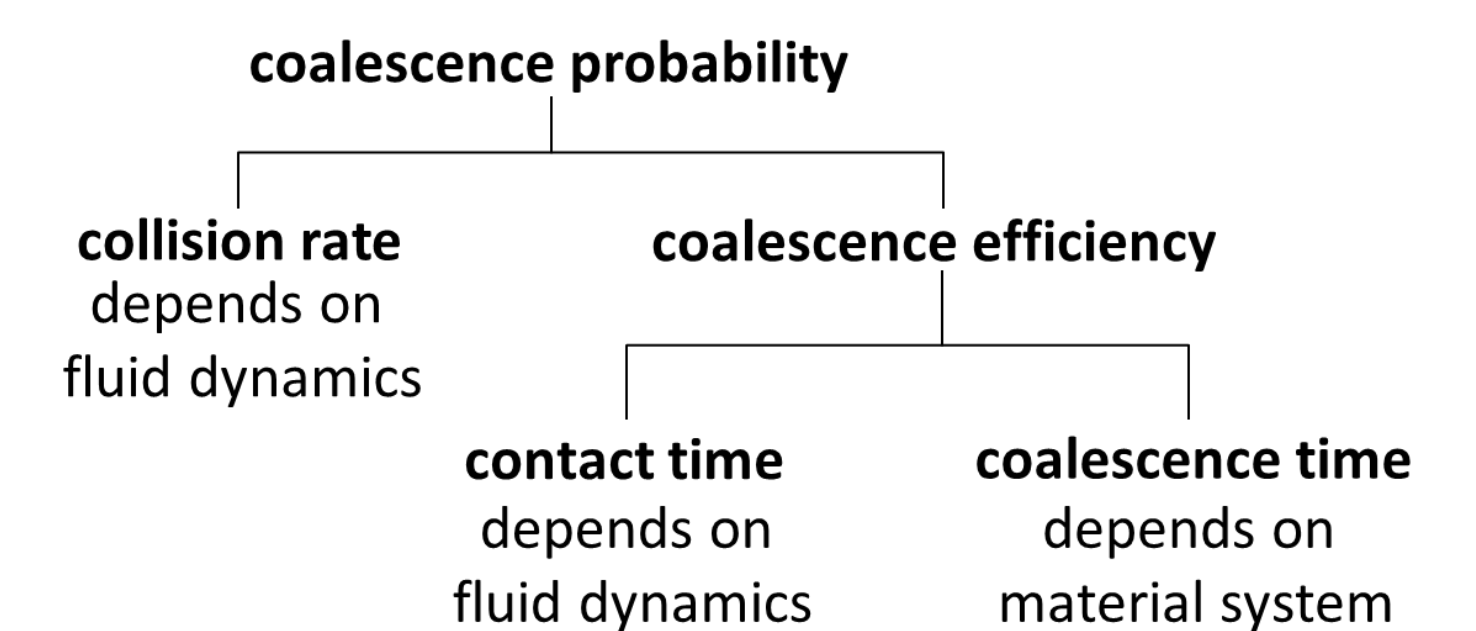 coalescence probability
collision rate
depends on
fluid dynamics
coalescence efficiency
contact time
depends on
fluid dynamics
coalescence time
depends on
material system